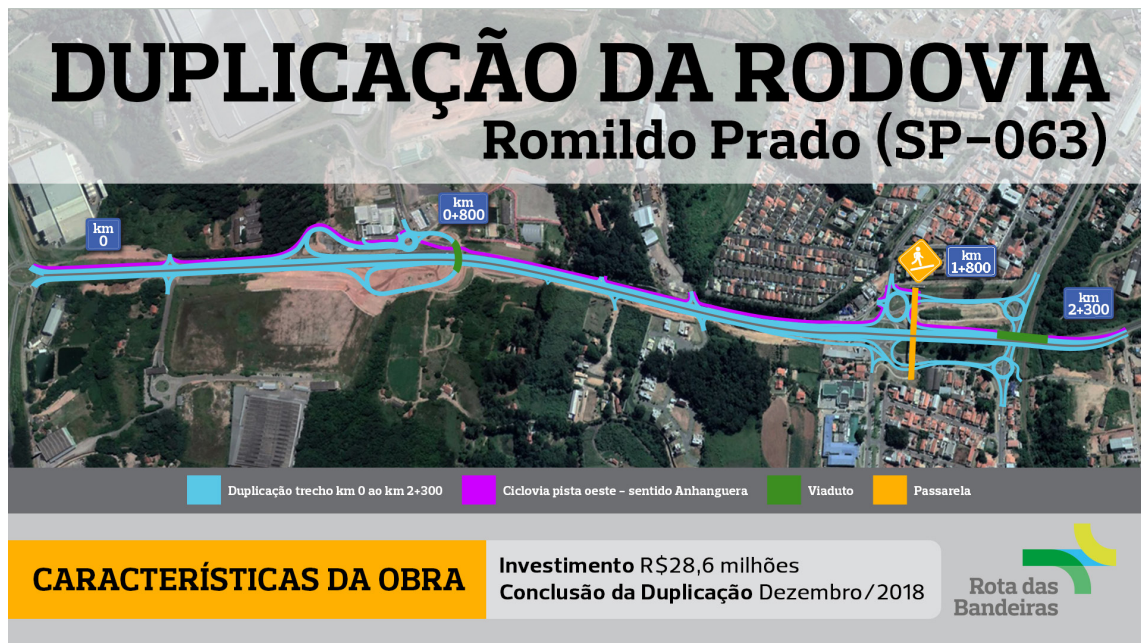 DUPLICAÇÃO DA RODOVIA
Romildo Prado (SP-063)
km
0
km
0+800
km
1+800
km
2+300
Duplicação trecho km 0 ao km 2+300
Ciclovia pista oeste - sentido Anhanguera
Viaduto
Passarela
CARACTERÍSTICAS DA OBRA
Investimento R$28,6 milhões
Conclusão da Duplicação Dezembro/2018
Rota das
Bandeiras